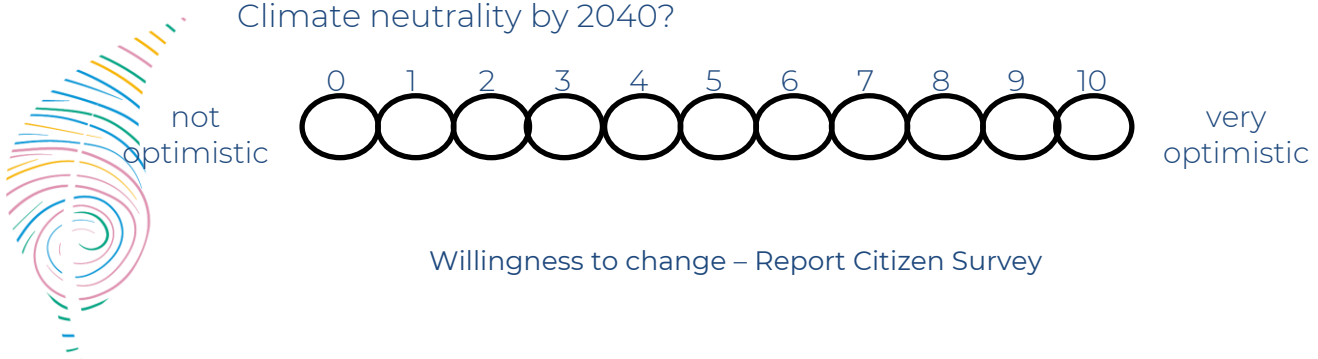 Climate neutrality by 2040?
0 1 2 3 4 5 6 7 8 9 10
not
optimistic
very
optimistic
Willingness to change – Report Citizen Survey